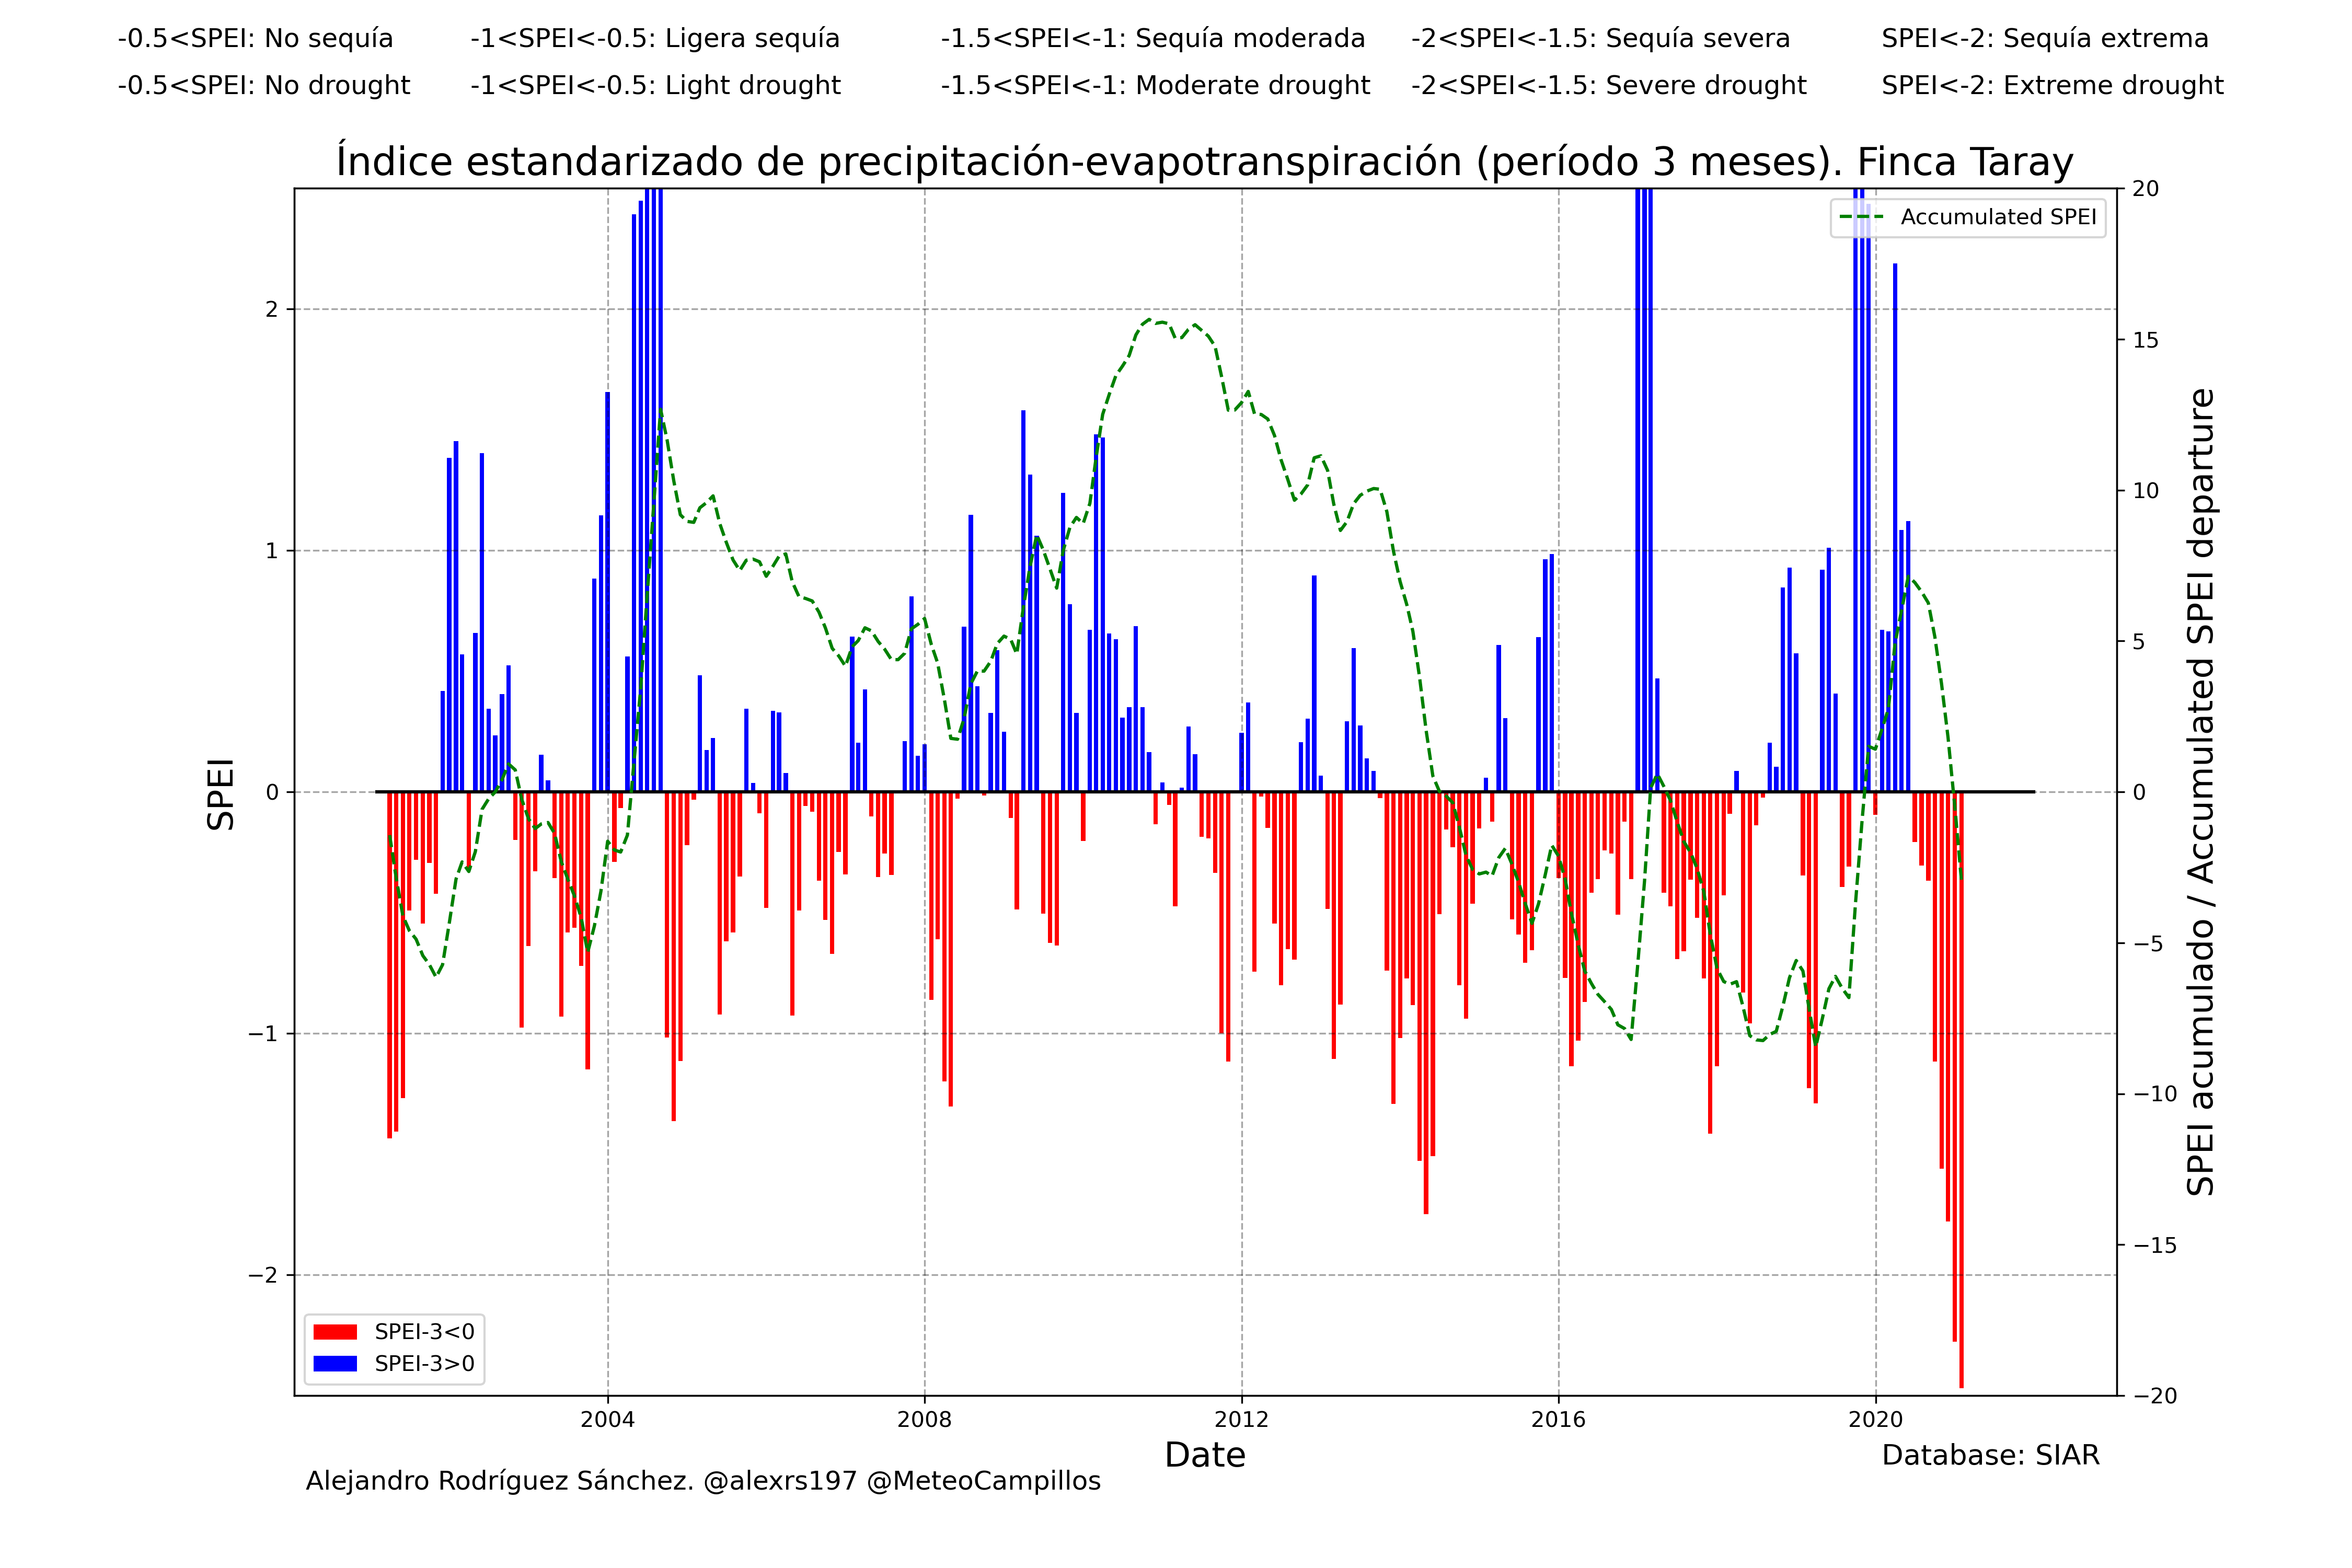 -0.5<SPEI: No sequía -1<SPEI<-0.5: Ligera sequía -1.5<SPEI<-1: Sequía moderada -2<SPEI<-1.5: Sequía severa SPEI<-2: Sequía extrema
-0.5<SPEI: No drought -1<SPEI<-0.5: Light drought -1.5<SPEI<-1: Moderate drought -2<SPEI<-1.5: Severe drought SPEI<-2: Extreme drought
Índice estandarizado de precipitación-evapotranspiración (período 3 meses). Finca Taray
Accumulated SPEI
SPEI
2
1
0
−1
−2
20
15
10
5
0
−5
−10
−15
−20
SPEI acumulado / Accumulated SPEI departure
SPEI-3<0
SPEI-3>0
2004 2008 2012 2016 2020
Date
Database: SIAR
Alejandro Rodríguez Sánchez. @alexrs197 @MeteoCampillos